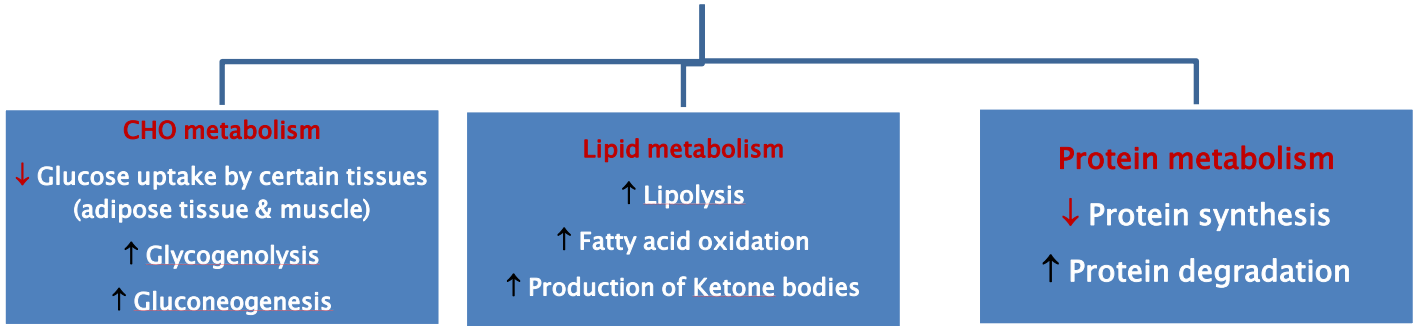 CHO metabolism
↓ Glucose uptake by certain tissues
(adipose tissue & muscle)
↑ Glycogenolysis
↑ Gluconeogenesis
Lipid metabolism
↑ Lipolysis
↑ Fatty acid oxidation
↑ Production of Ketone bodies
Protein metabolism
↓ Protein synthesis
↑ Protein degradation